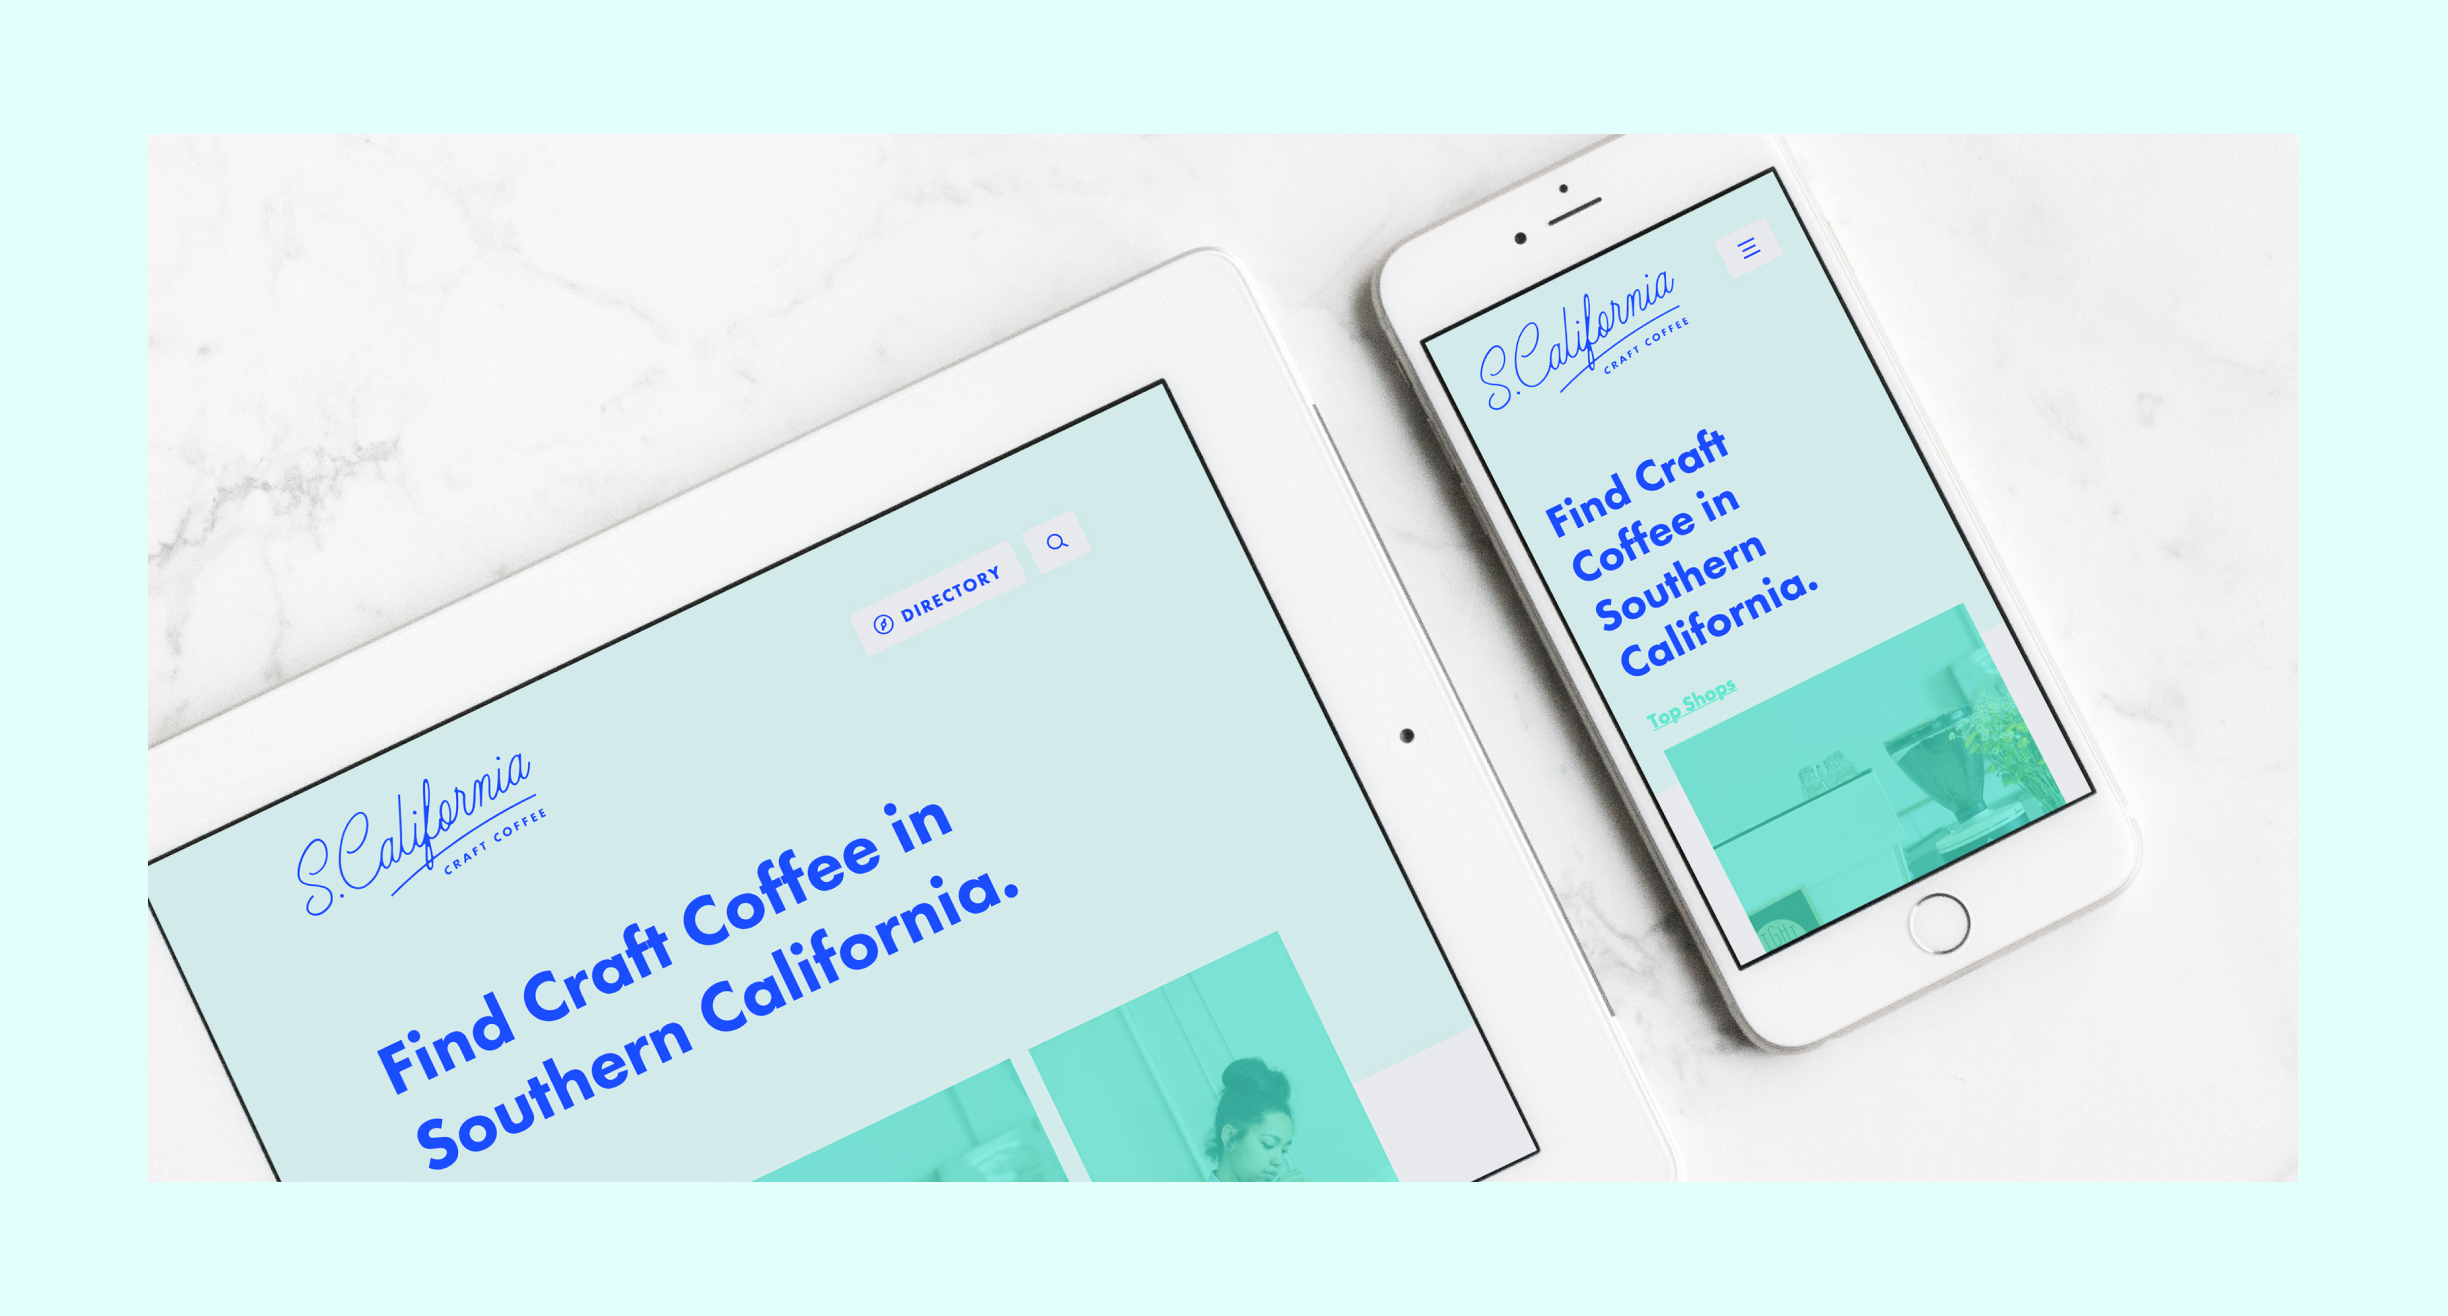 S.California
CRAFT COFFEE
DIRECTORY
Find Craft Coffee in
Southern California.
S.California
CRAFT COFFEE
Find Craft
Coffee in
Southern
California.
Top Shops